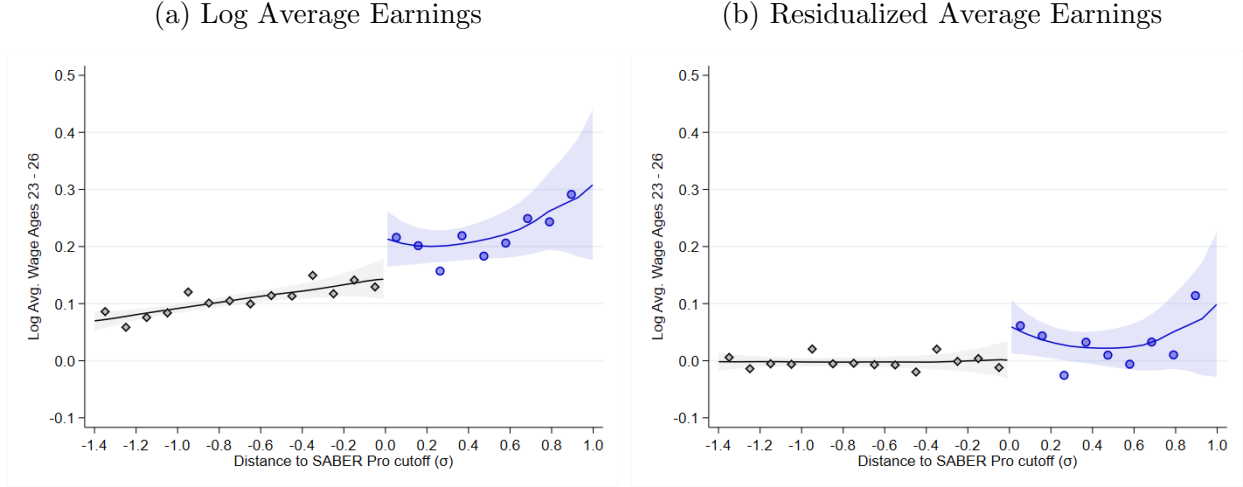 (a) Log Average Earnings
0.5
0.4
0.3
0.2
0.1
0.0
-0.1
Log Avg. Wage Ages 23 - 26
-1.4 -1.2 -1.0 -0.8 -0.6 -0.4 -0.2 0.0 0.2 0.4 0.6 0.8 1.0
Distance to SABER Pro cutoff (σ)
(b) Residualized Average Earnings
0.5
0.4
0.3
0.2
0.1
0.0
-0.1
Log Avg. Wage Ages 23 - 26
-1.4 -1.2 -1.0 -0.8 -0.6 -0.4 -0.2 0.0 0.2 0.4 0.6 0.8 1.0
Distance to SABER Pro cutoff (σ)